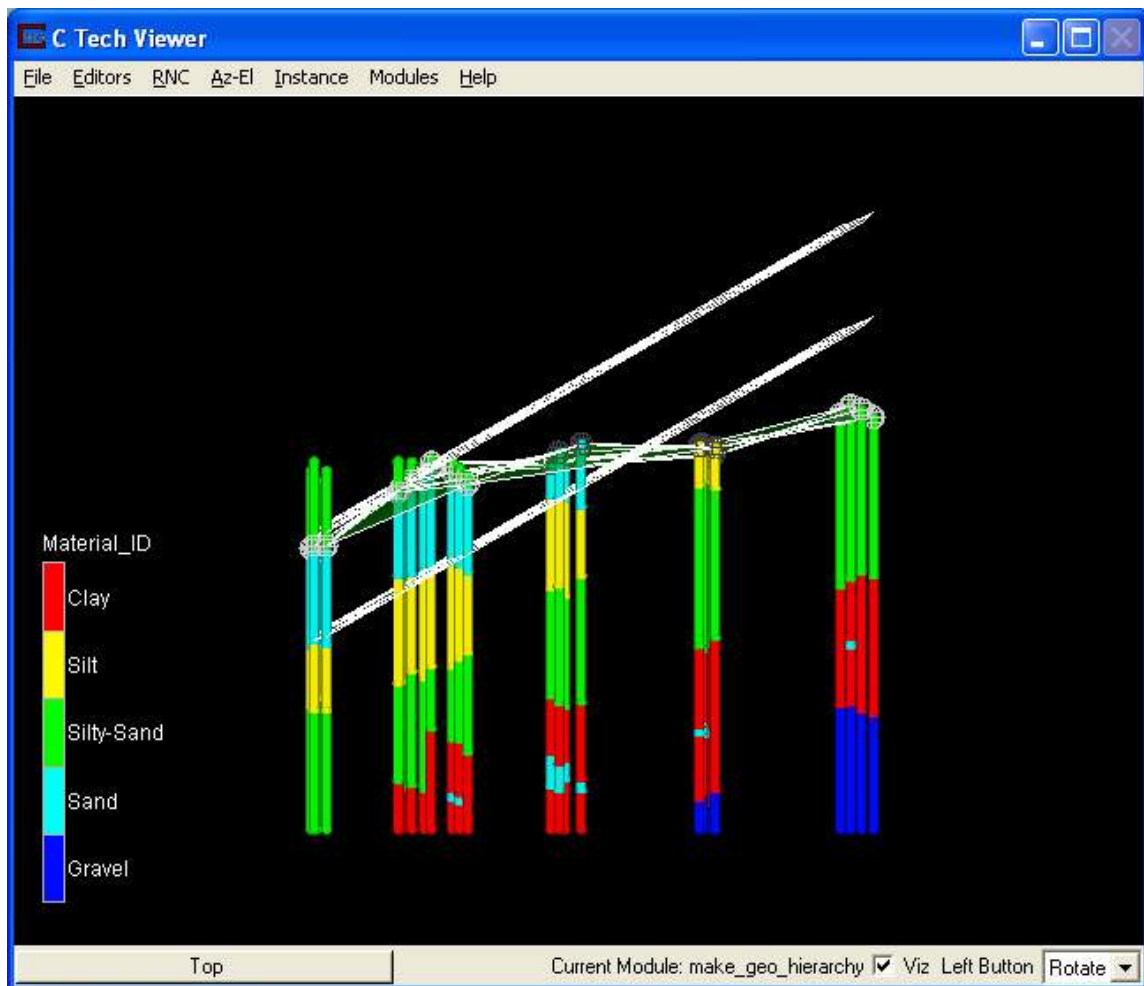 C Tech Viewer
File Editors RNC Az-El Instance Modules Help
Material_ID
Clay
Silt
Silty-Sand
Sand
Gravel
Top Current Module: make_geo_hierarchy Viz Left Button Rotate